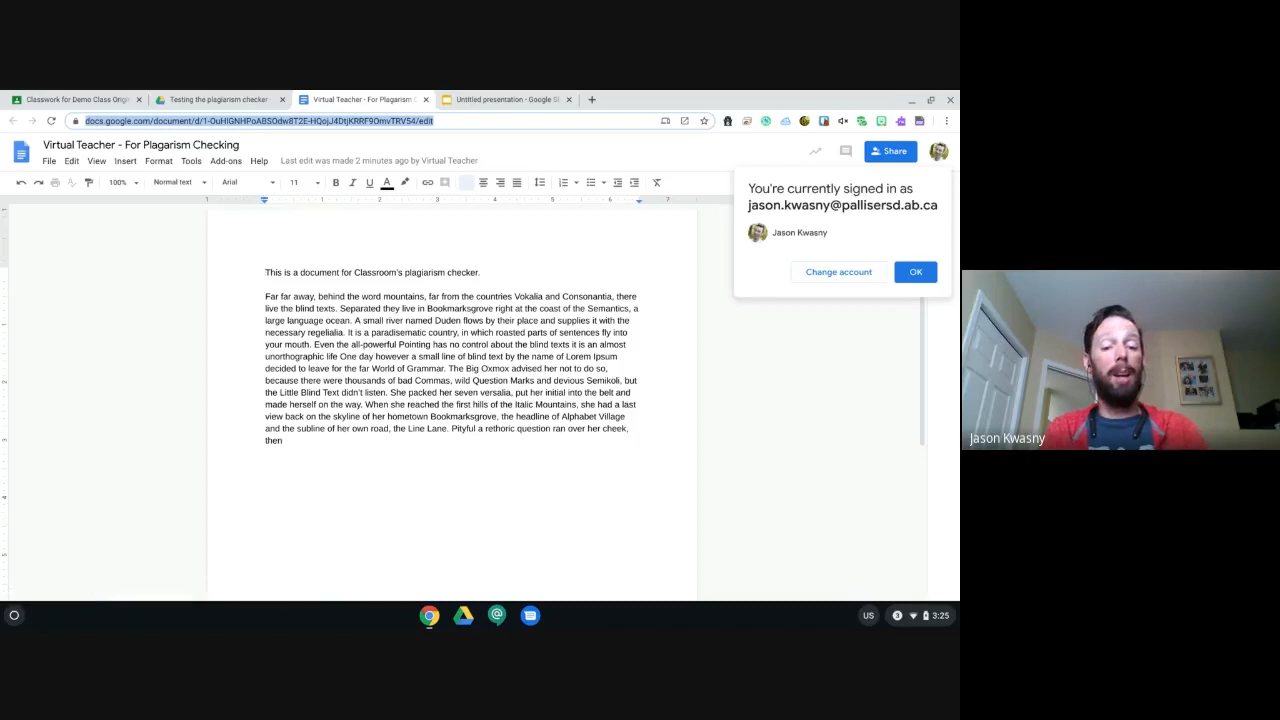 Classwork for Demo Class Origi
Testing the plagiarism checker
Virtual Teacher - For Plagarism C
Untitled presentation - Google Sl
docs.google.com/document/d/1-OuHIGNHPoABSOdw8T2E-HQojJ4DtjKRRF9OmvTRV54/edit
Virtual Teacher - For Plagarism Checking
Share
File Edit View Insert Format Tools Add-ons Help Last edit was made 2 minutes ago by Virtual Teacher
100% Normal text Arial 11 B I U A
1 1 2 3 4 5 6 7
You're currently signed in as
jason.kwasny@pallisersd.ab.ca
Jason Kwasny
Change account OK
This is a document for Classroom's plagiarism checker.
Far far away, behind the word mountains, far from the countries Vokalia and Consonantia, there
live the blind texts. Separated they live in Bookmarksgrove right at the coast of the Semantics, a
large language ocean. A small river named Duden flows by their place and supplies it with the
necessary regelialia. It is a paradisematic country, in which roasted parts of sentences fly into
your mouth. Even the all-powerful Pointing has no control about the blind texts it is an almost
unorthographic life One day however a small line of blind text by the name of Lorem Ipsum
decided to leave for the far World of Grammar. The Big Oxmox advised her not to do so,
because there were thousands of bad Commas, wild Question Marks and devious Semikoli, but
the Little Blind Text didn't listen. She packed her seven versalia, put her initial into the belt and
made herself on the way. When she reached the first hills of the Italic Mountains, she had a last
view back on the skyline of her hometown Bookmarksgrove, the headline of Alphabet Village
and the subline of her own road, the Line Lane. Pityful a rethoric question ran over her cheek,
then
Jason Kwasny
US 3 3:25